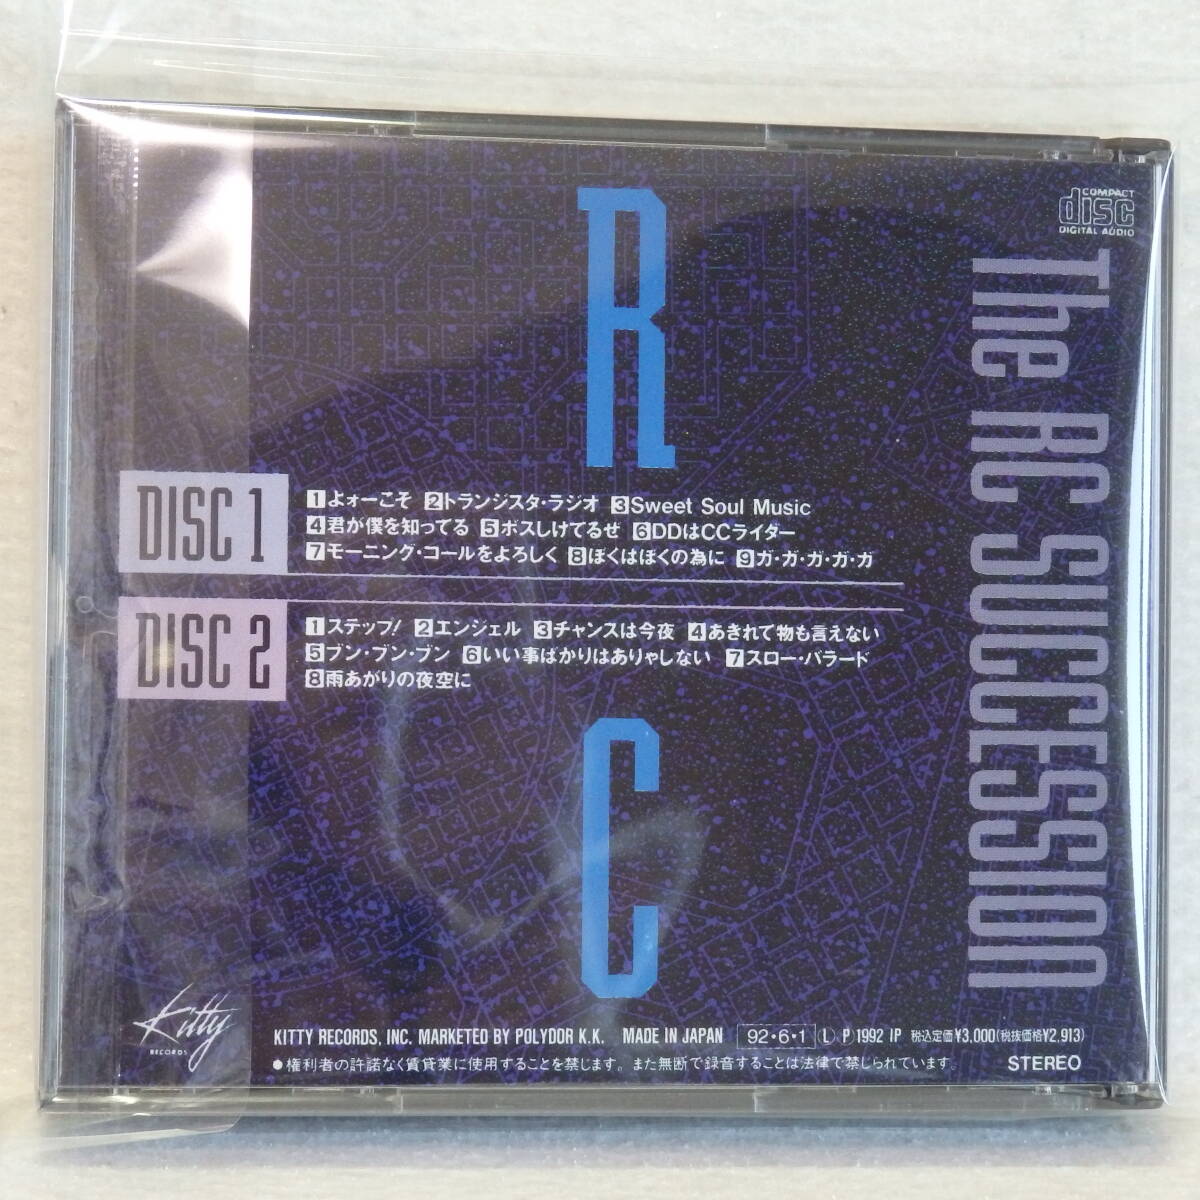 COMPACT
disc
DIGITAL AUDIO
The RC SUCCESSION
R
C
DISC 1
1 よォーこそ 2 トランジスタ・ラジオ 3 Sweet Soul Music
4 君が僕を知ってる 5 ボスしけてるぜ 6 DDはCCライダー
7 モーニング・コールをよろしく 8 ぼくはぼくの為に 9 ガ・ガ・ガ・ガ・ガ
DISC 2
1 ステップ! 2 エンジェル 3 チャンスは今夜 4 あきれて物も言えない
5 ブン・ブン・ブン 6 いい事ばかりはありゃしない 7 スロー・バラード
8 雨あがりの夜空に
Kitty
RECORDS
KITTY RECORDS, INC. MARKETED BY POLYDOR K.K. MADE IN JAPAN 92・6・1 Ⓛ Ⓟ1992 IP 税込定価¥3,000(税抜価格¥2,913)
●権利者の許諾なく賃貸業に使用することを禁じます。また無断で録音することは法律で禁じられています。 STEREO